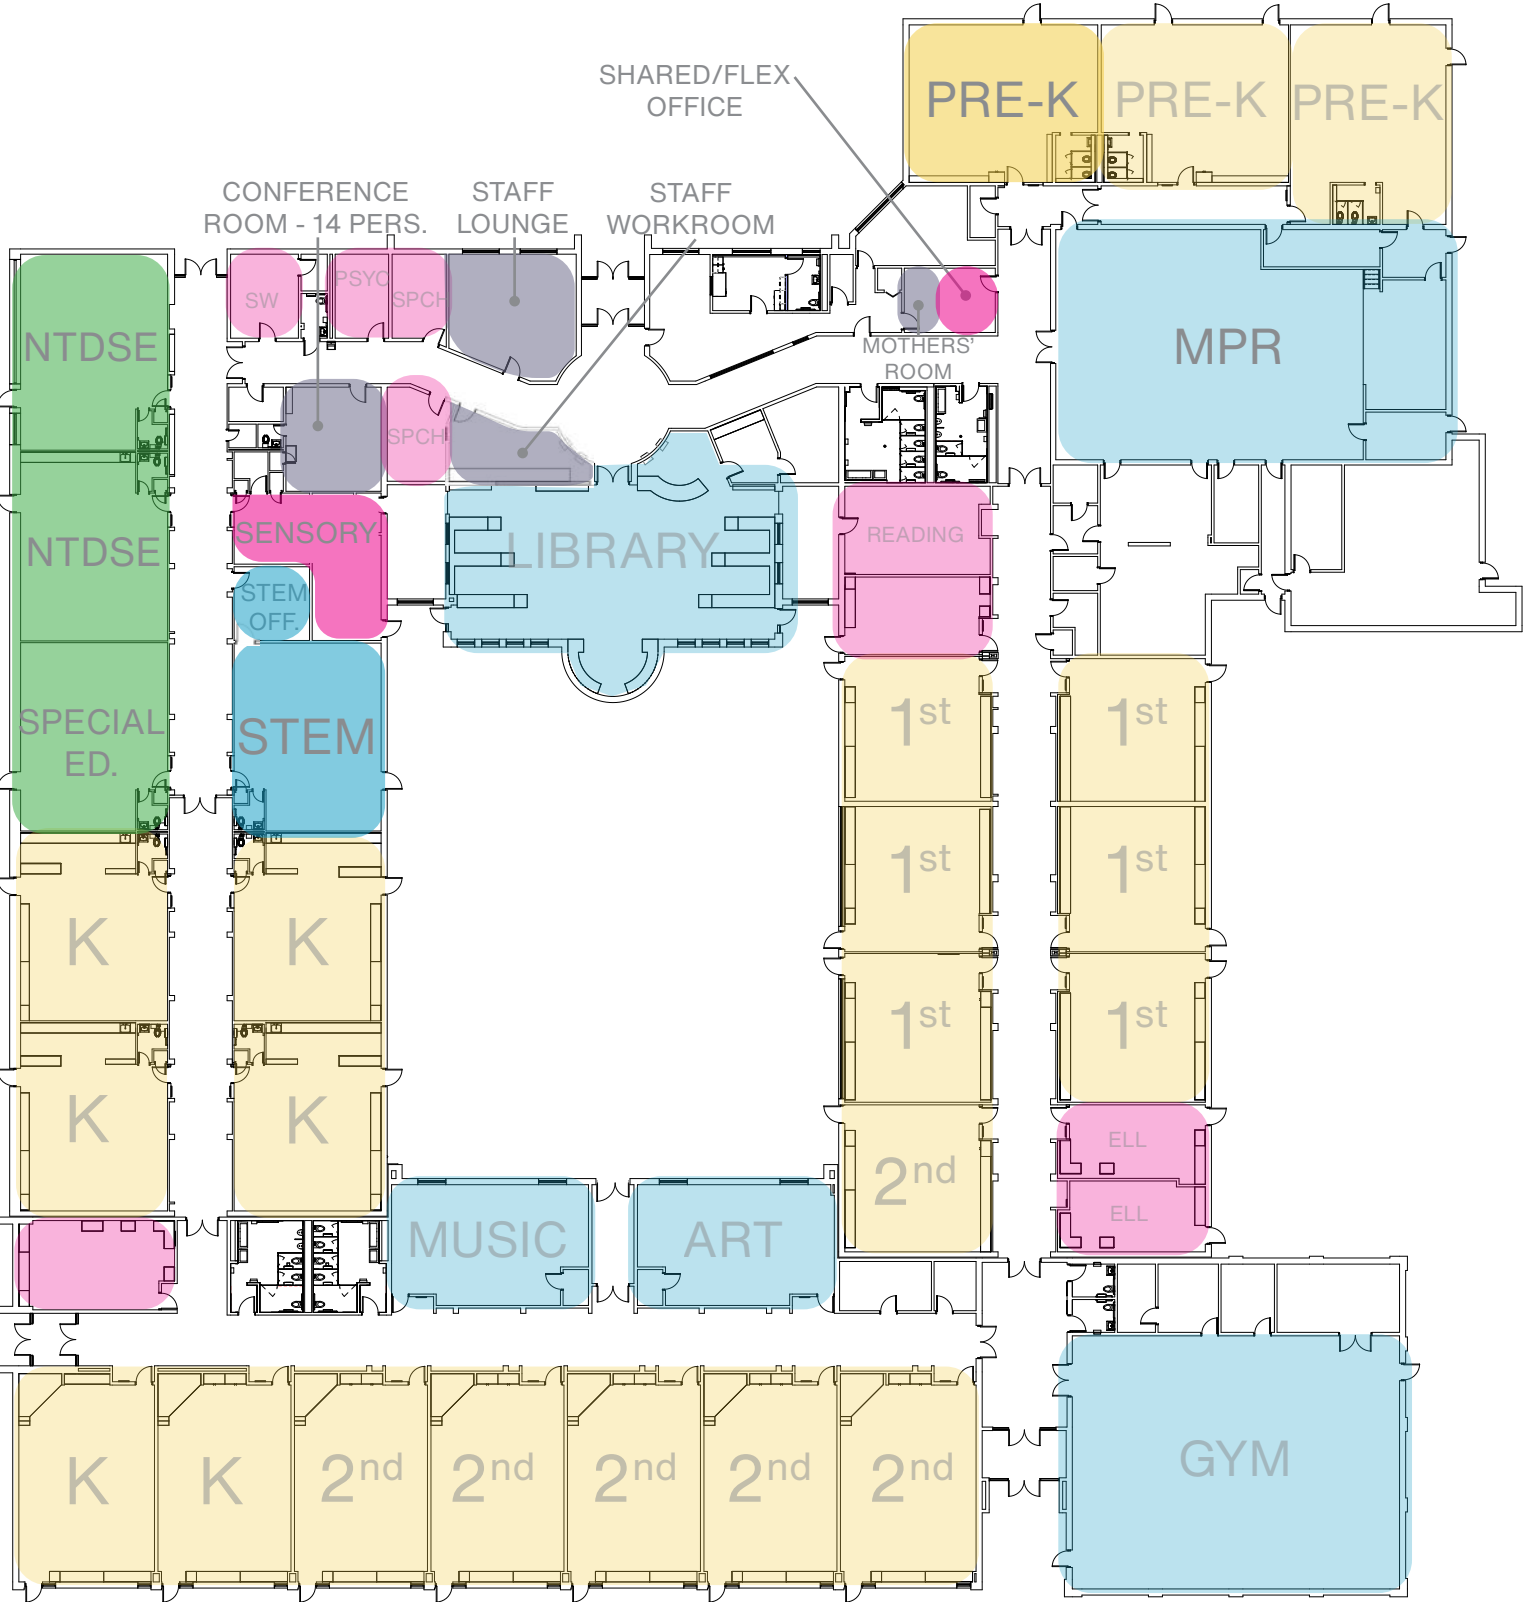 SHARED/FLEX
OFFICE
PRE-K
PRE-K
PRE-K
CONFERENCE
ROOM - 14 PERS.
STAFF
LOUNGE
STAFF
WORKROOM
SW
PSYC
SPCH
MOTHERS'
ROOM
NTDSE
MPR
SPCH
NTDSE
SENSORY
LIBRARY
READING
STEM
OFF.
SPECIAL
ED.
STEM
1st
1st
1st
1st
K
K
1st
1st
K
K
2nd
ELL
ELL
MUSIC
ART
K
K
2nd
2nd
2nd
2nd
2nd
GYM